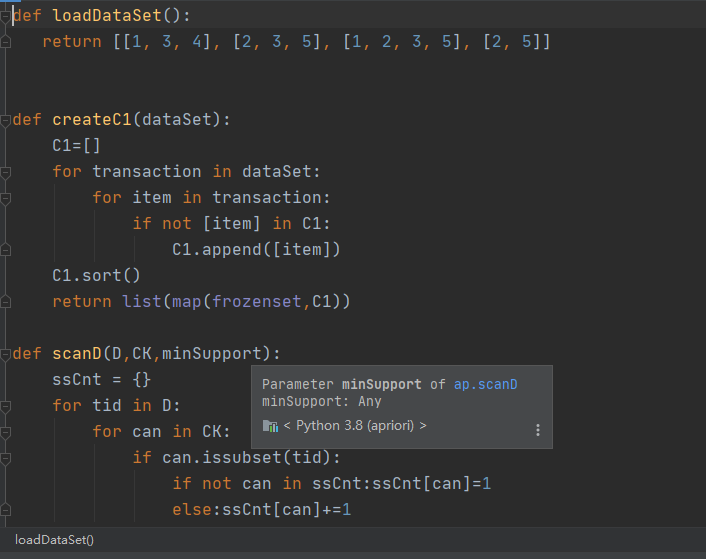 def loadDataSet():
    return [[1, 3, 4], [2, 3, 5], [1, 2, 3, 5], [2, 5]]
def createC1(dataSet):
    C1=[]
    for transaction in dataSet:
        for item in transaction:
            if not [item] in C1:
                C1.append([item])
    C1.sort()
    return list(map(frozenset,C1))
def scanD(D,CK,minSupport):
    ssCnt = {}
    for tid in D:
        for can in CK:
            if can.issubset(tid):
                if not can in ssCnt:ssCnt[can]=1
                else:ssCnt[can]+=1
Parameter minSupport of ap.scanD
minSupport: Any
< Python 3.8 (apriori) >
loadDataSet()